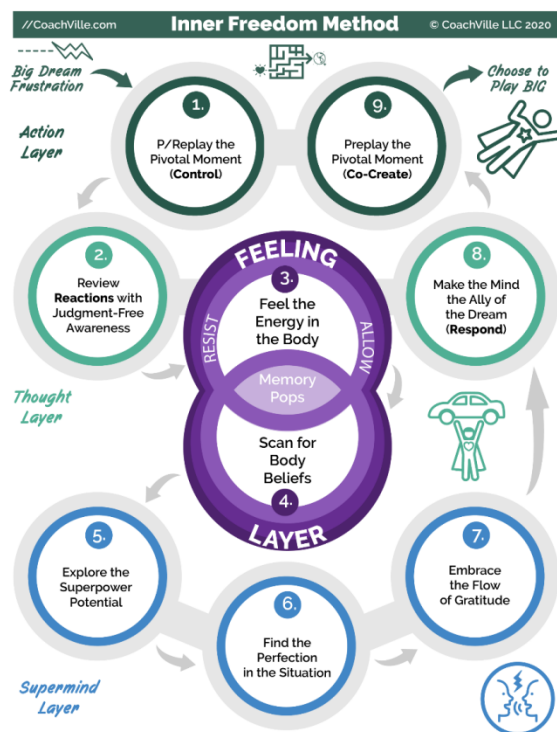 //CoachVille.com
Inner Freedom Method
© CoachVille LLC 2020
Big Dream
Frustration
Choose to
Play BIG
Action
Layer
1.
P/Replay the
Pivotal Moment
(Control)
9.
Preplay the
Pivotal Moment
(Co-Create)
2.
Review
Reactions with
Judgment-Free
Awareness
FEELING
3.
Feel the
Energy in
the Body
RESIST
ALLOW
8.
Make the Mind
the Ally of
the Dream
(Respond)
Thought
Layer
Memory
Pops
Scan for
Body
Beliefs
4.
LAYER
5.
Explore the
Superpower
Potential
6.
Find the
Perfection
in the Situation
7.
Embrace
the Flow
of Gratitude
Supermind
Layer